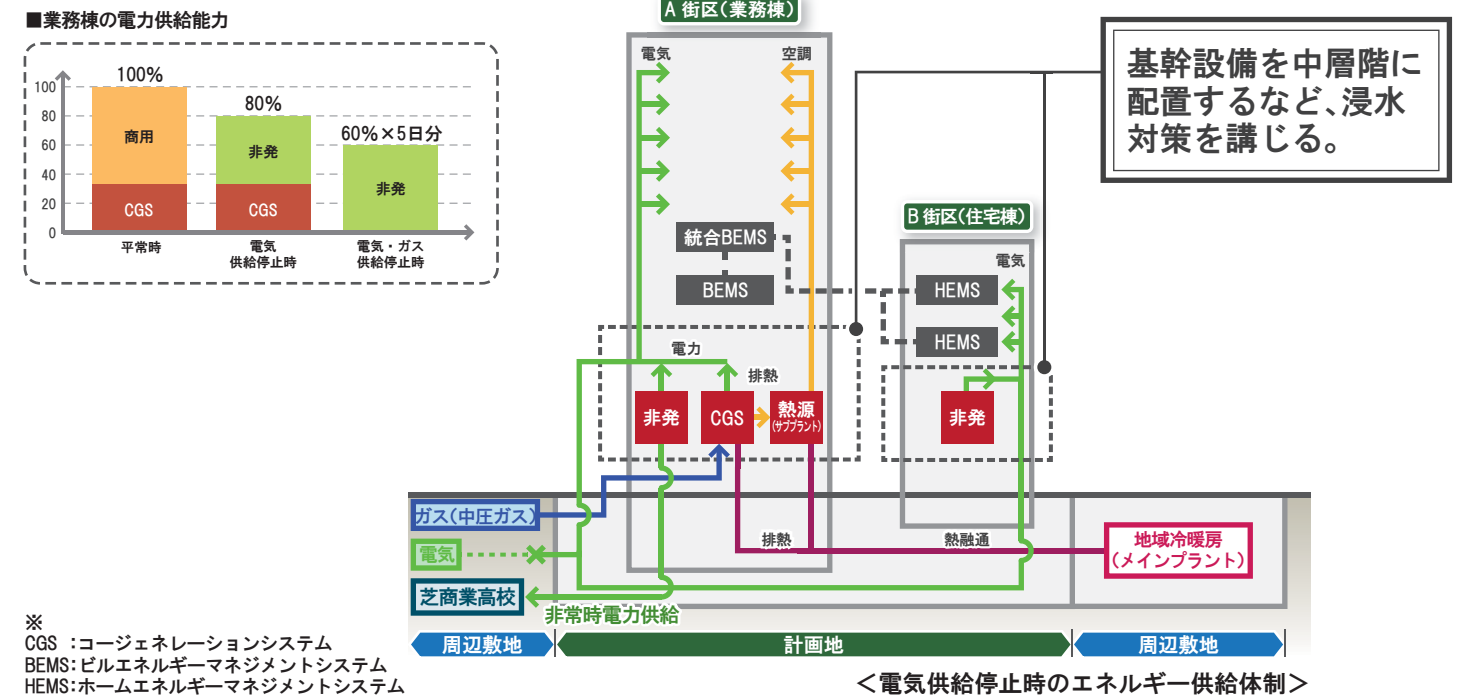 ■業務棟の電力供給能力
100%
80%
60%×5日分
100
80
60
40
20
0
商用
CGS
非発
CGS
非発
平常時
電気
供給停止時
電気・ガス
供給停止時
A 街区(業務棟)
電気
空調
統合BEMS
BEMS
電力
排熱
非発
CGS
熱源
(サブプラント)
B 街区(住宅棟)
電気
HEMS
HEMS
非発
基幹設備を中層階に
配置するなど、浸水
対策を講じる。
ガス(中圧ガス)
電気
芝商業高校
排熱
熱融通
地域冷暖房
(メインプラント)
非常時電力供給
周辺敷地
計画地
周辺敷地
※
CGS :コージェネレーションシステム
BEMS:ビルエネルギーマネジメントシステム
HEMS:ホームエネルギーマネジメントシステム
<電気供給停止時のエネルギー供給体制>